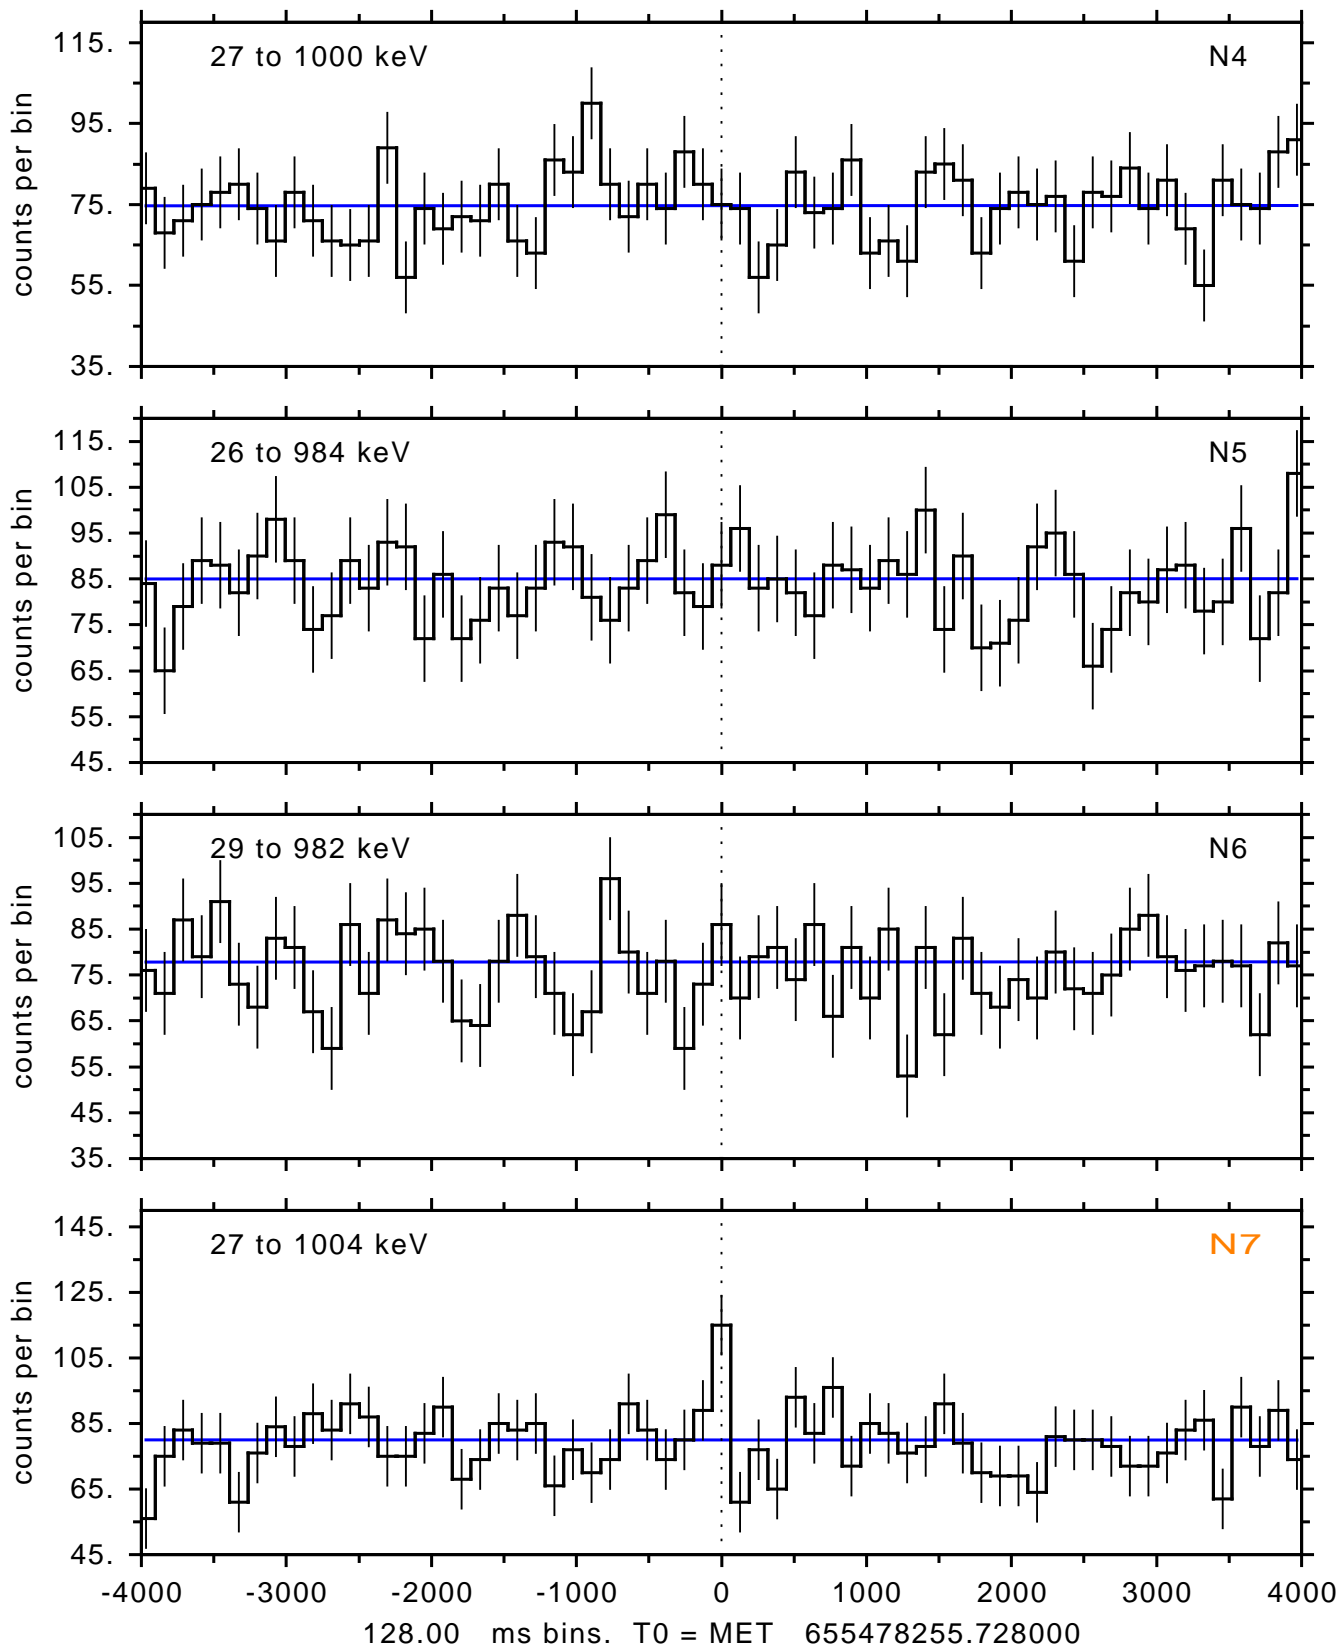 27 to 1000 keV N4
115.
95.
75.
55.
35.
counts per bin
26 to 984 keV N5
115.
105.
95.
85.
75.
65.
55.
45.
counts per bin
29 to 982 keV N6
105.
95.
85.
75.
65.
55.
45.
35.
counts per bin
27 to 1004 keV N7
145.
125.
105.
85.
65.
45.
counts per bin
-4000 -3000 -2000 -1000 0 1000 2000 3000 4000
128.00 ms bins. T0 = MET 655478255.728000